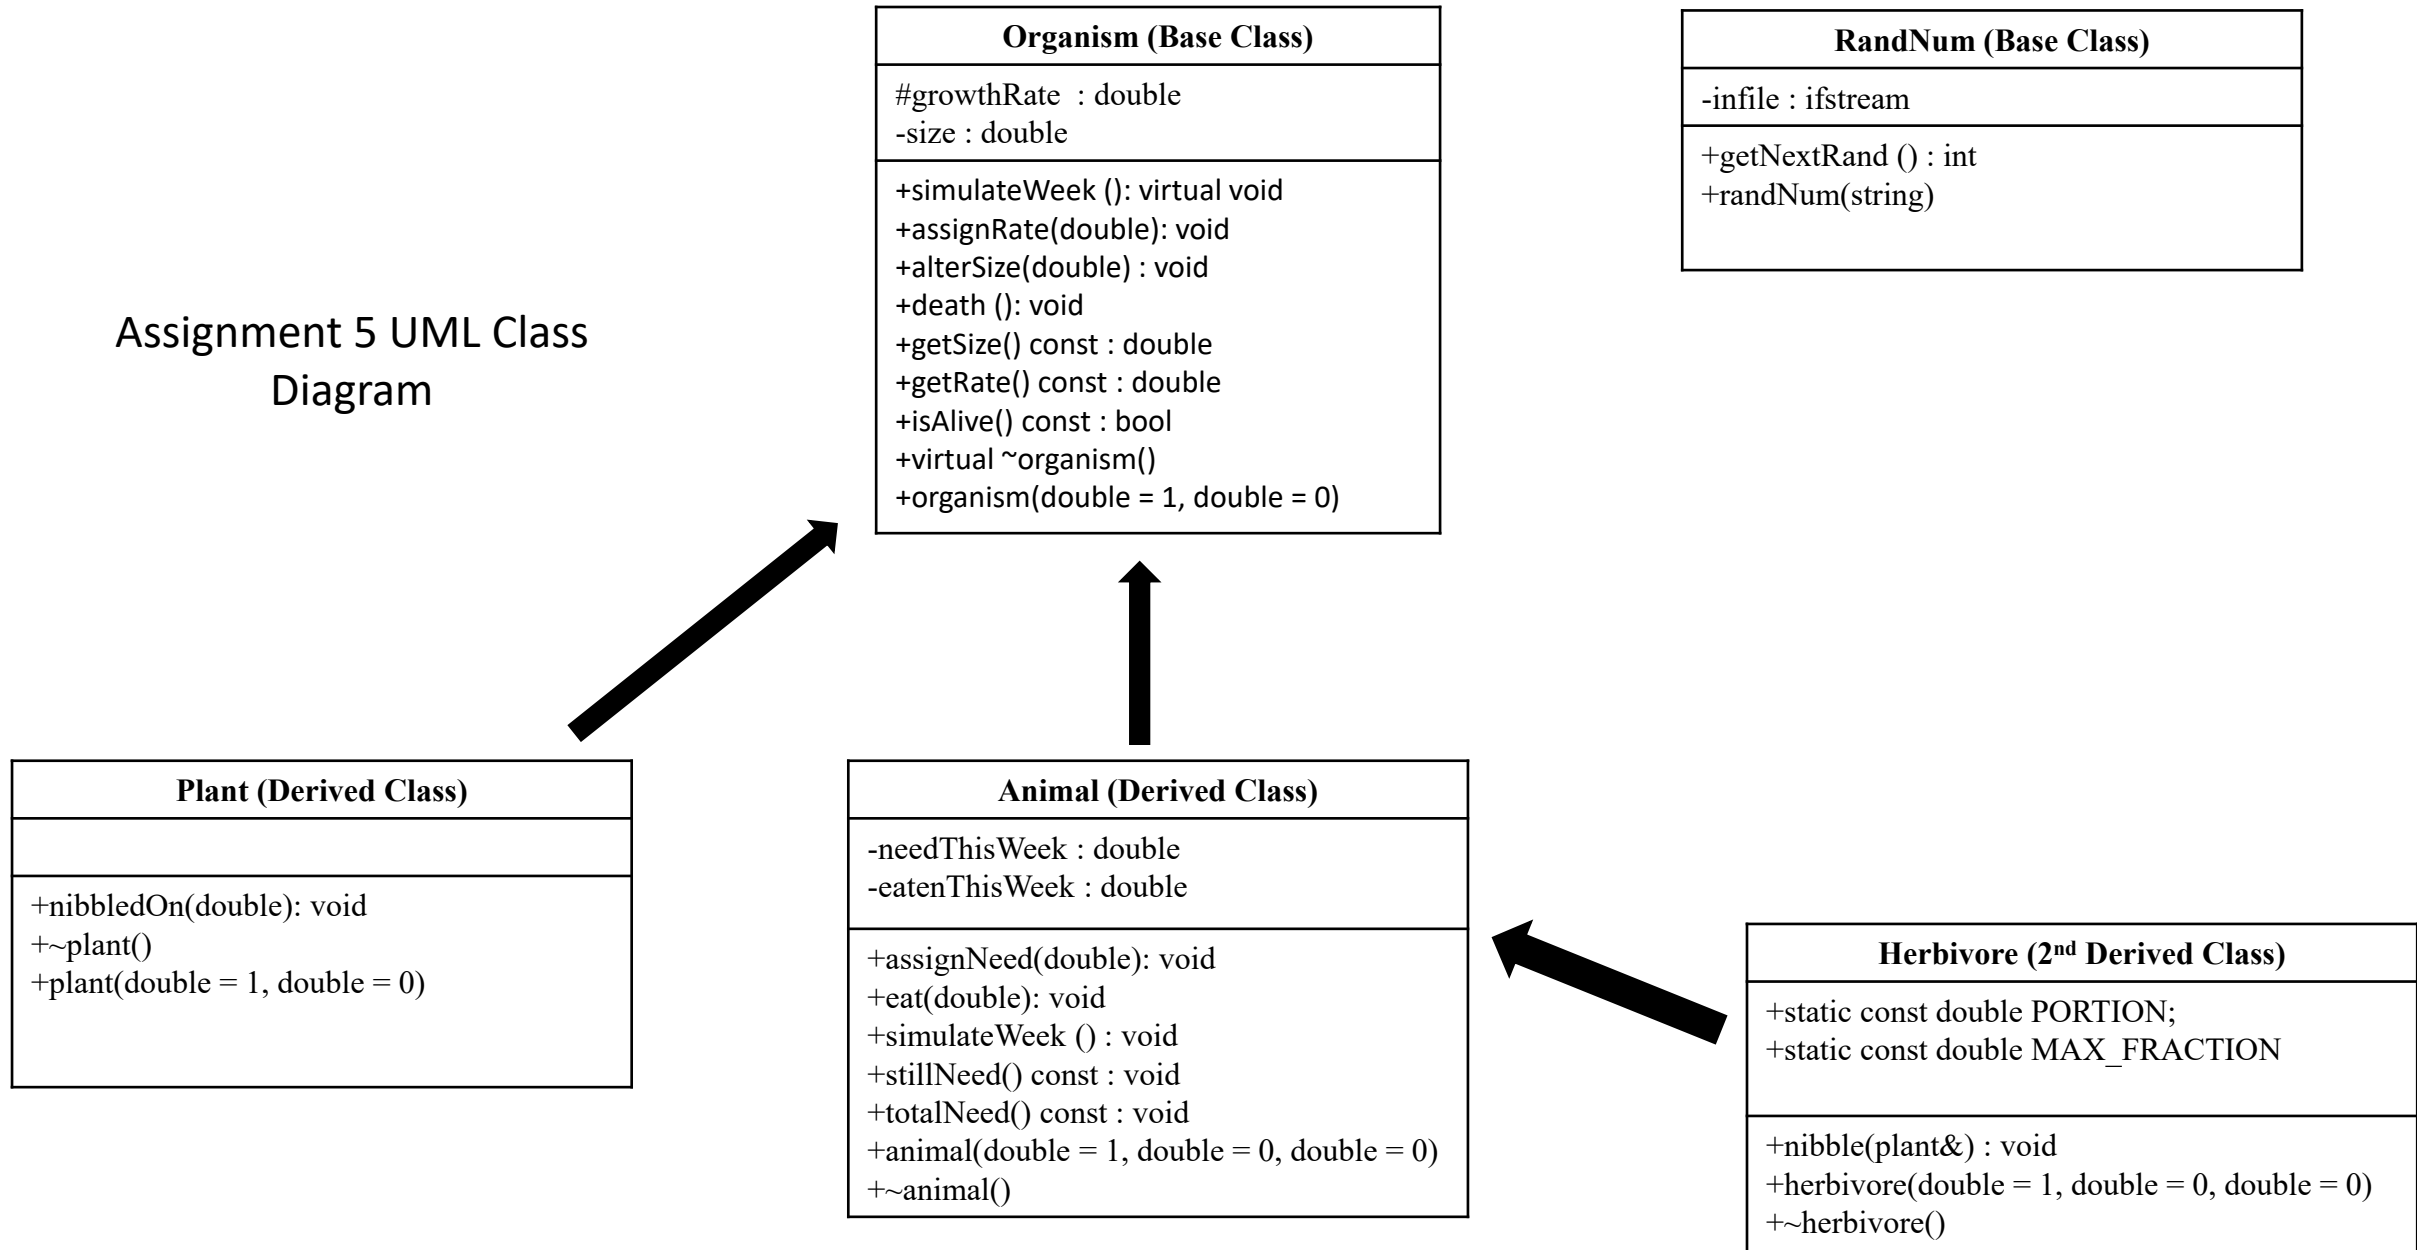 Assignment 5 UML Class
Diagram
Organism (Base Class)
#growthRate : double
-size : double
+simulateWeek (): virtual void
+assignRate(double): void
+alterSize(double) : void
+death (): void
+getSize() const : double
+getRate() const : double
+isAlive() const : bool
+virtual ~organism()
+organism(double = 1, double = 0)
RandNum (Base Class)
-infile : ifstream
+getNextRand () : int
+randNum(string)
Plant (Derived Class)
+nibbledOn(double): void
+~plant()
+plant(double = 1, double = 0)
Animal (Derived Class)
-needThisWeek : double
-eatenThisWeek : double
+assignNeed(double): void
+eat(double): void
+simulateWeek () : void
+stillNeed() const : void
+totalNeed() const : void
+animal(double = 1, double = 0, double = 0)
+~animal()
Herbivore (2nd Derived Class)
+static const double PORTION;
+static const double MAX_FRACTION
+nibble(plant&) : void
+herbivore(double = 1, double = 0, double = 0)
+~herbivore()